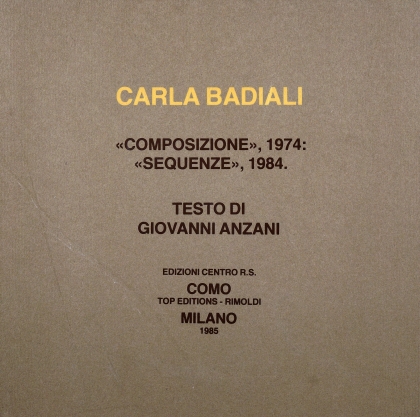 CARLA BADIALI
«COMPOSIZIONE», 1974:
«SEQUENZE», 1984.
TESTO DI
GIOVANNI ANZANI
EDIZIONI CENTRO R.S.
COMO
TOP EDITIONS - RIMOLDI
MILANO
1985